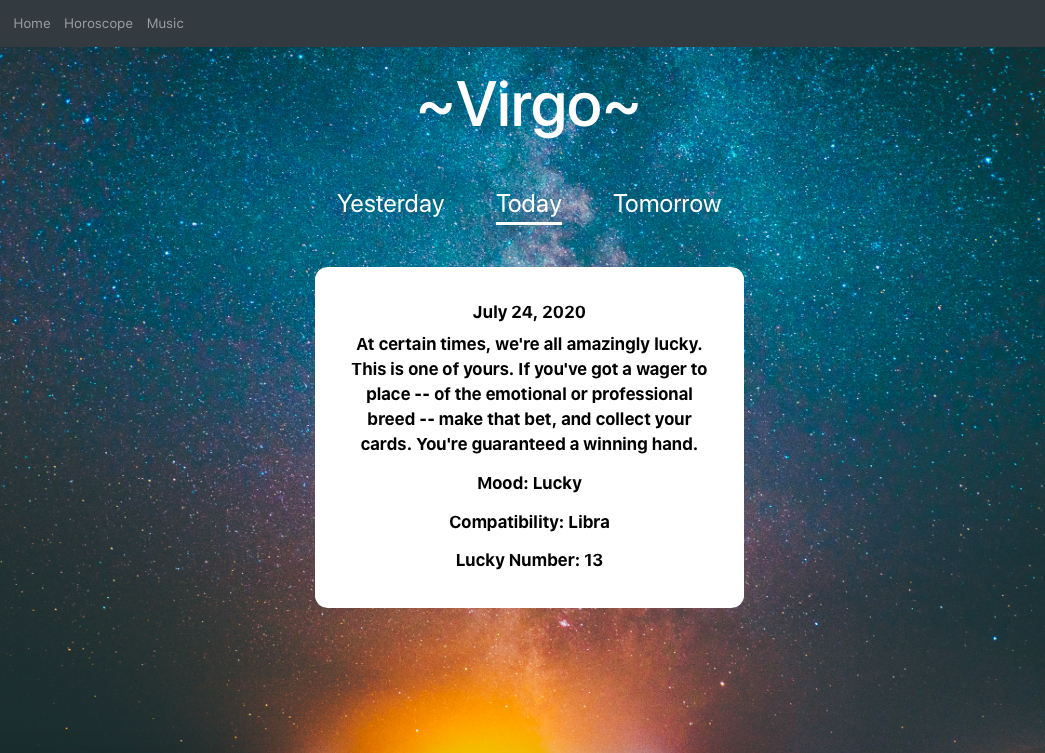 Home Horoscope Music
~Virgo~
Yesterday Today Tomorrow
July 24, 2020
At certain times, we're all amazingly lucky.
This is one of yours. If you've got a wager to
place -- of the emotional or professional
breed -- make that bet, and collect your
cards. You're guaranteed a winning hand.
Mood: Lucky
Compatibility: Libra
Lucky Number: 13